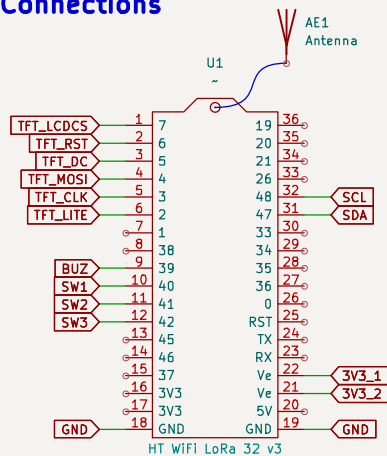 Connections
AE1
Antenna
U1
~
TFT_LCDCS 1 7 19 36
TFT_RST 2 6 20 35
TFT_DC 3 5 21 34
TFT_MOSI 4 4 26 33
TFT_CLK 5 3 48 32 SCL
TFT_LITE 6 2 47 31 SDA
7 1 33 30
8 38 34 29
BUZ 9 39 35 28
SW1 10 40 36 27
SW2 11 41 0 26
SW3 12 42 RST 25
13 45 TX 24
14 46 RX 23
15 37 Ve 22 3V3_1
16 3V3 Ve 21 3V3_2
17 3V3 5V 20
GND 18 GND GND 19 GND
HT WiFi LoRa 32 v3